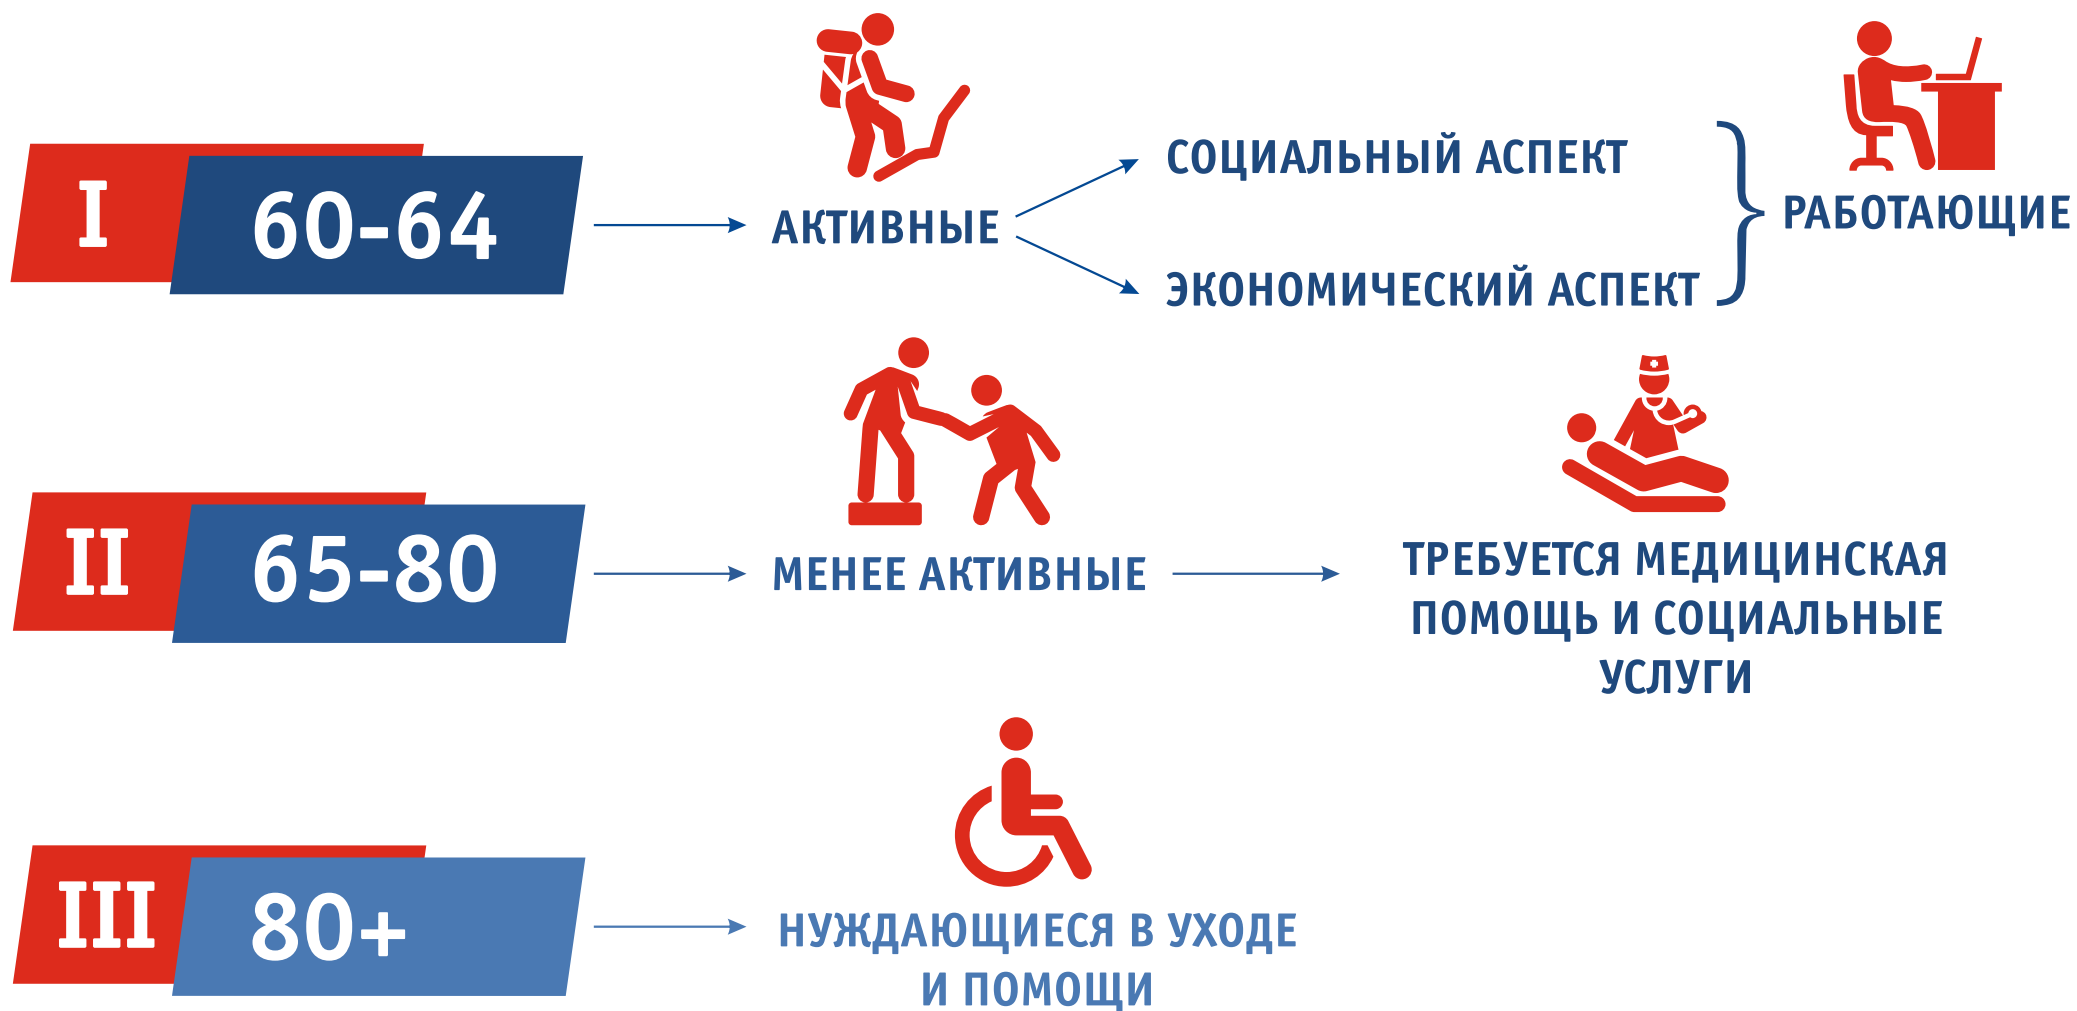 I
60-64
АКТИВНЫЕ
СОЦИАЛЬНЫЙ АСПЕКТ
ЭКОНОМИЧЕСКИЙ АСПЕКТ
РАБОТАЮЩИЕ
II
65-80
МЕНЕЕ АКТИВНЫЕ
ТРЕБУЕТСЯ МЕДИЦИНСКАЯ
ПОМОЩЬ И СОЦИАЛЬНЫЕ
УСЛУГИ
III
80+
НУЖДАЮЩИЕСЯ В УХОДЕ
И ПОМОЩИ